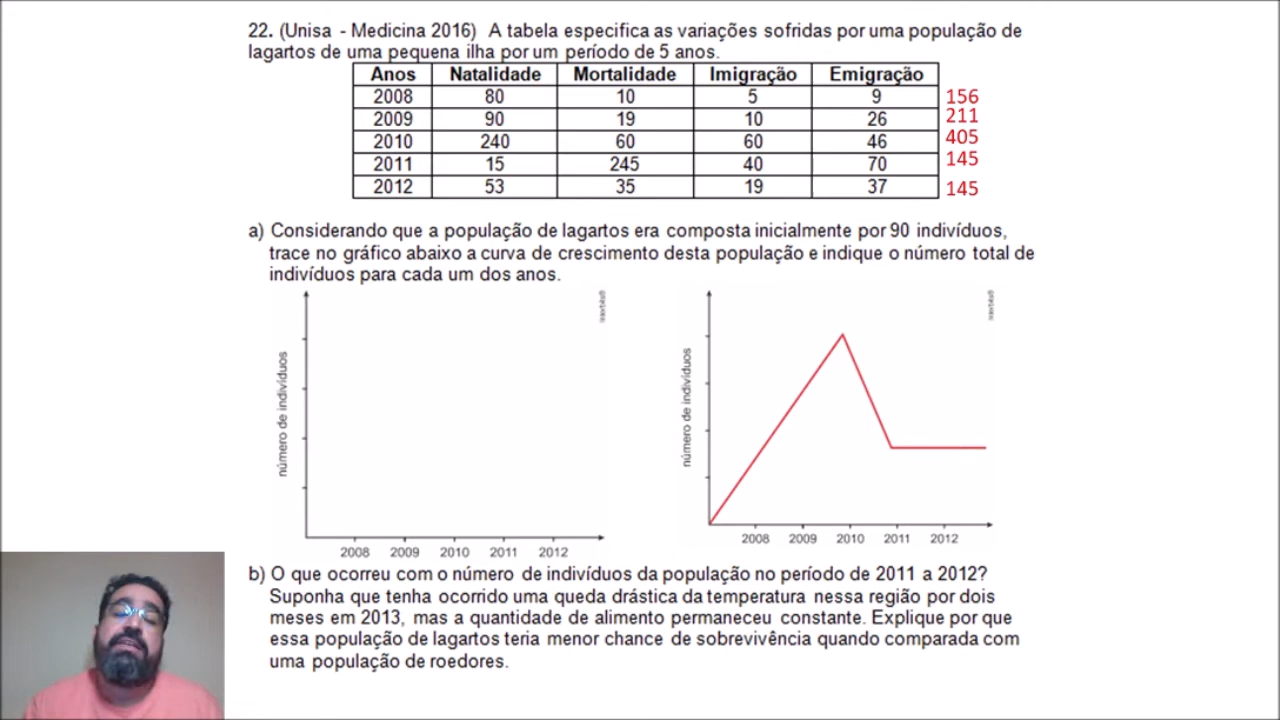 22. (Unisa - Medicina 2016) A tabela especifica as variações sofridas por uma população de
lagartos de uma pequena ilha por um período de 5 anos.
Anos Natalidade Mortalidade Imigração Emigração
2008 80 10 5 9 156
2009 90 19 10 26 211
2010 240 60 60 46 405
2011 15 245 40 70 145
2012 53 35 19 37 145
a) Considerando que a população de lagartos era composta inicialmente por 90 indivíduos,
trace no gráfico abaixo a curva de crescimento desta população e indique o número total de
indivíduos para cada um dos anos.
número de indivíduos
2008 2009 2010 2011 2012
número de indivíduos
2008 2009 2010 2011 2012
b) O que ocorreu com o número de indivíduos da população no período de 2011 a 2012?
Suponha que tenha ocorrido uma queda drástica da temperatura nessa região por dois
meses em 2013, mas a quantidade de alimento permaneceu constante. Explique por que
essa população de lagartos teria menor chance de sobrevivência quando comparada com
uma população de roedores.